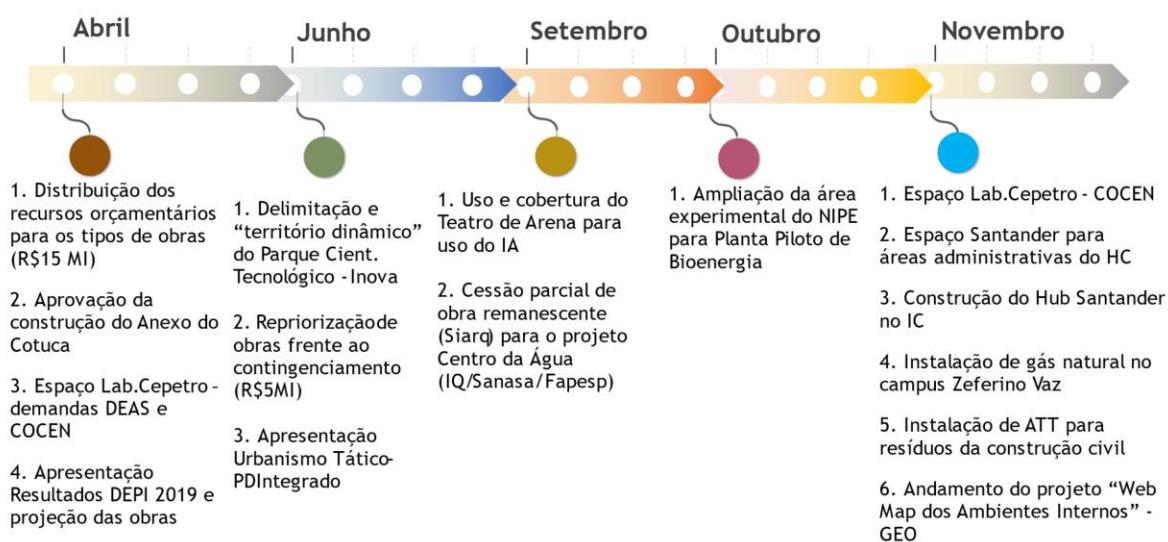 Abril
1. Distribuição dos
recursos orçamentários
para os tipos de obras
(R$15 MI)
2. Aprovação da
construção do Anexo do
Cotuca
3. Espaço Lab.Cepetro –
demandas DEAS e
COCEN
4. Apresentação
Resultados DEPI 2019 e
projeção das obras
Junho
1. Delimitação e
“território dinâmico”
do Parque Cient.
Tecnológico -Inova
2. Repriorização de
obras frente ao
contingenciamento
(R$5MI)
3. Apresentação
Urbanismo Tático-
PDIntegrado
Setembro
1. Uso e cobertura do
Teatro de Arena para
uso do IA
2. Cessão parcial de
obra remanescente
(Siarq) para o projeto
Centro da Água
(IQ/Sanasa/Fapesp)
Outubro
1. Ampliação da área
experimental do NIPE
para Planta Piloto de
Bioenergia
Novembro
1. Espaço Lab.Cepetro - COCEN
2. Espaço Santander para
áreas administrativas do HC
3. Construção do Hub Santander
no IC
4. Instalação de gás natural no
campus Zeferino Vaz
5. Instalação de ATT para
resíduos da construção civil
6. Andamento do projeto “Web
Map dos Ambientes Internos” -
GEO